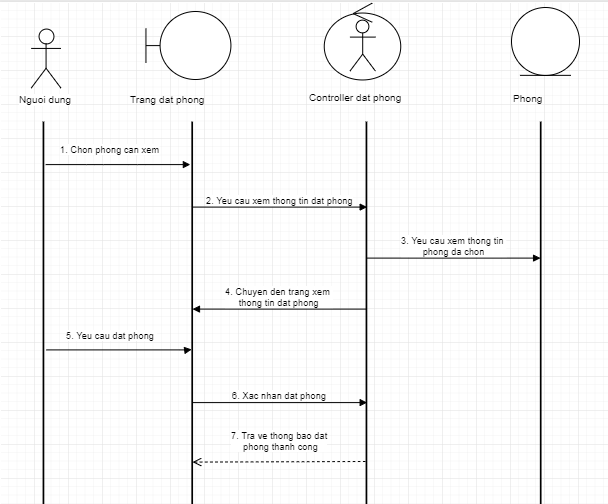 Nguoi dung
Trang dat phong
Controller dat phong
Phong
1. Chon phong can xem
2. Yeu cau xem thong tin dat phong
3. Yeu cau xem thong tin
phong da chon
4. Chuyen den trang xem
thong tin dat phong
5. Yeu cau dat phong
6. Xac nhan dat phong
7. Tra ve thong bao dat
phong thanh cong